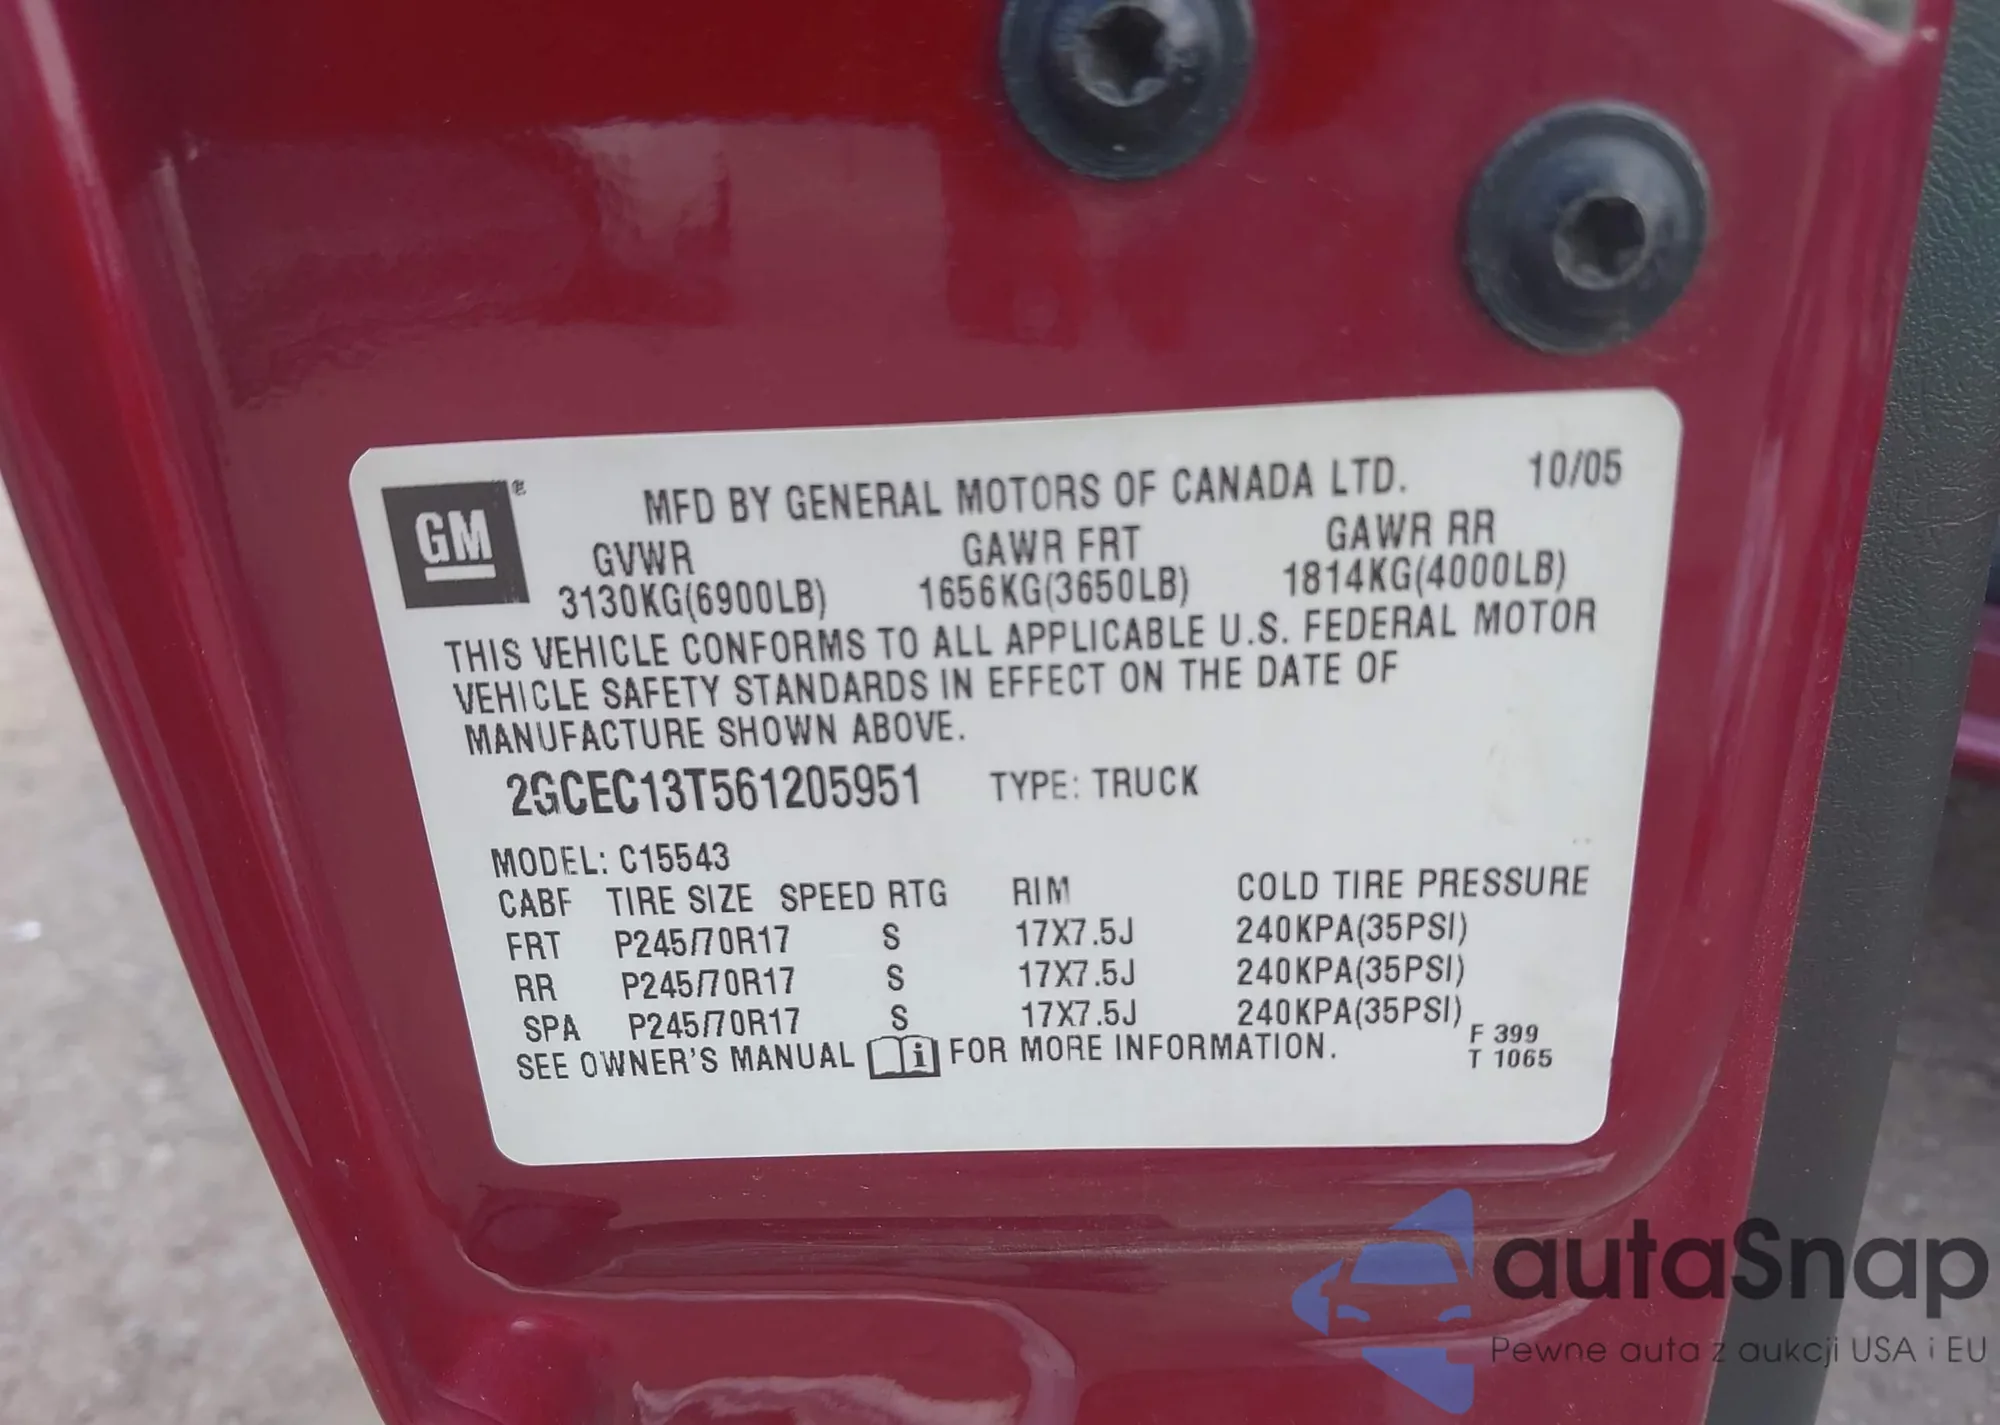 GM ®
MFD BY GENERAL MOTORS OF CANADA LTD. 10/05
GVWR GAWR FRT GAWR RR
3130KG(6900LB) 1656KG(3650LB) 1814KG(4000LB)
THIS VEHICLE CONFORMS TO ALL APPLICABLE U.S. FEDERAL MOTOR
VEHICLE SAFETY STANDARDS IN EFFECT ON THE DATE OF
MANUFACTURE SHOWN ABOVE.
2GCEC13T561205951 TYPE: TRUCK
MODEL: C15543
CABF TIRE SIZE SPEED RTG RIM COLD TIRE PRESSURE
FRT P245/70R17 S 17X7.5J 240KPA(35PSI)
RR P245/70R17 S 17X7.5J 240KPA(35PSI)
SPA P245/70R17 S 17X7.5J 240KPA(35PSI)
SEE OWNER'S MANUAL i FOR MORE INFORMATION.
F 399
T 1065
autaSnap
Pewne auta z aukcji USA i EU